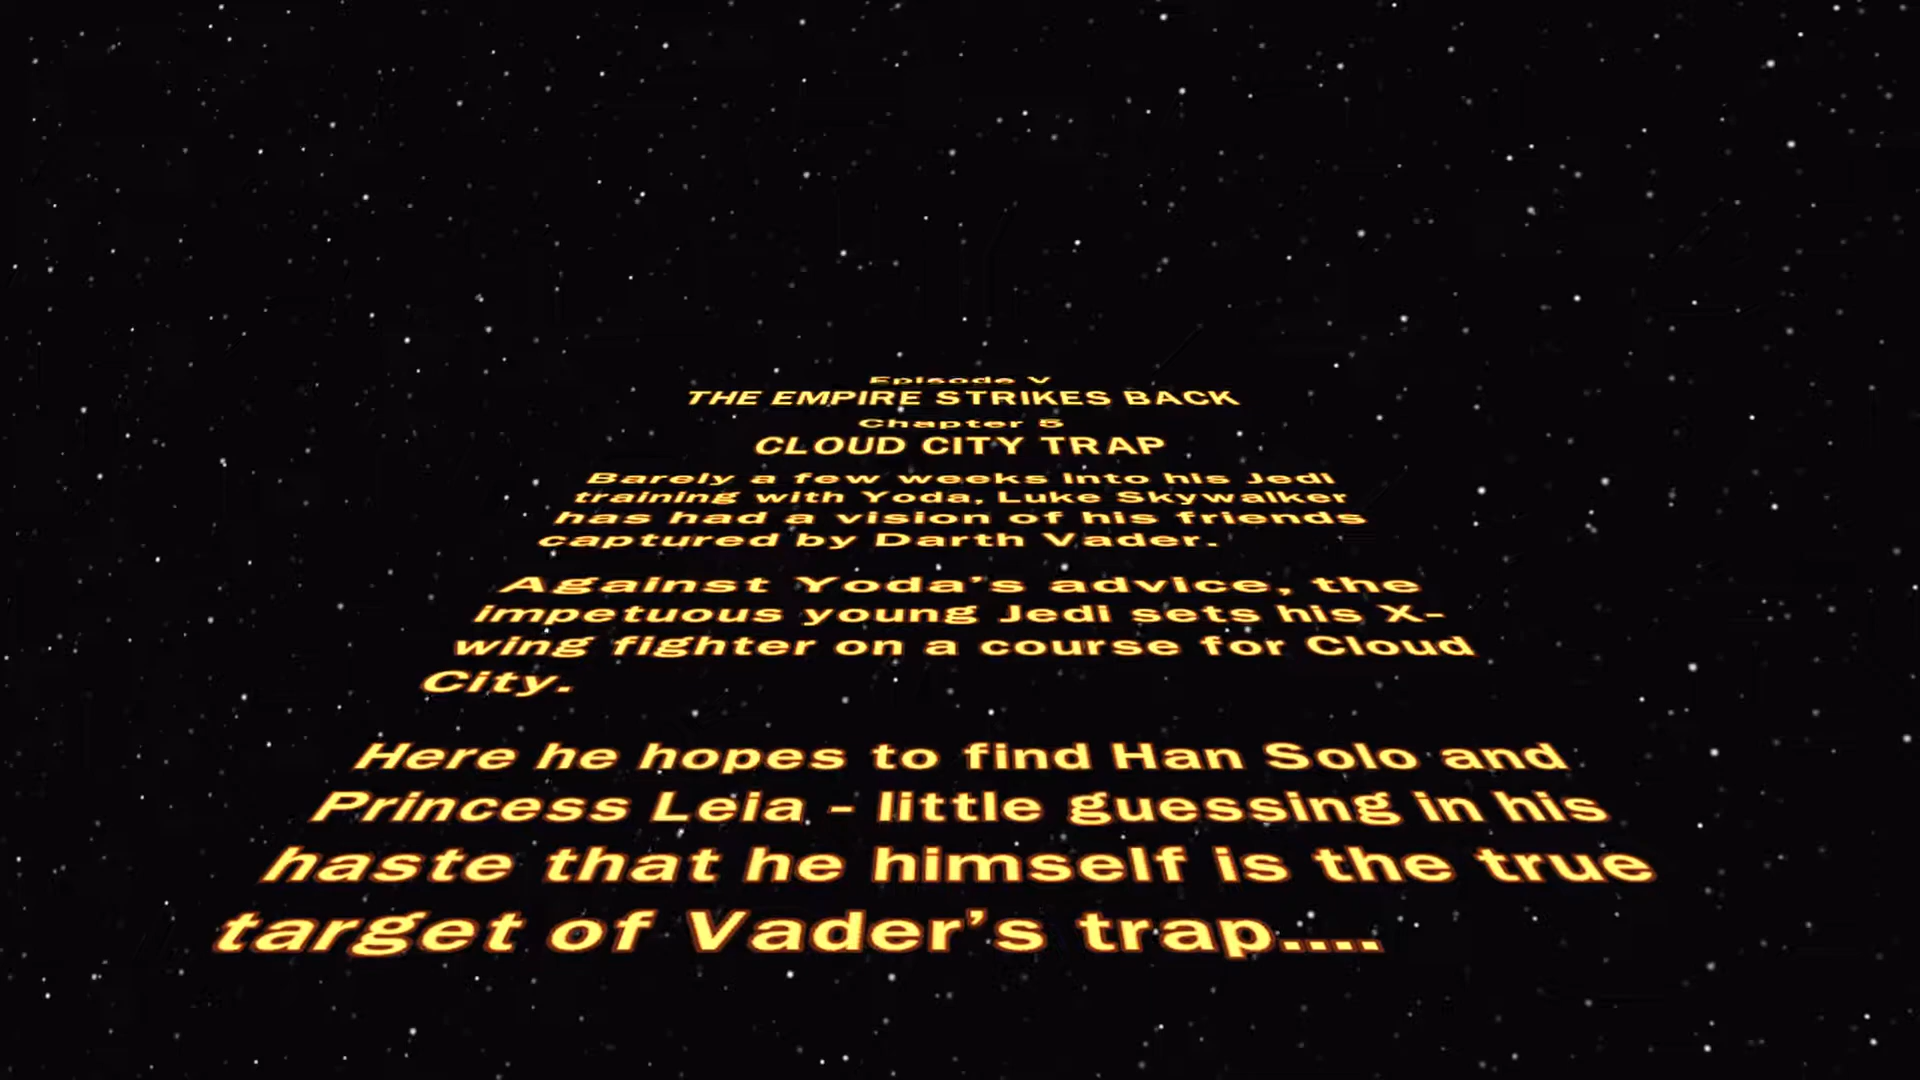 Episode V
THE EMPIRE STRIKES BACK
Chapter 5
CLOUD CITY TRAP
Barely a few weeks into his Jedi
training with Yoda, Luke Skywalker
has had a vision of his friends
captured by Darth Vader.
Against Yoda's advice, the
impetuous young Jedi sets his X-
wing fighter on a course for Cloud
City.
Here he hopes to find Han Solo and
Princess Leia - little guessing in his
haste that he himself is the true
target of Vader's trap....